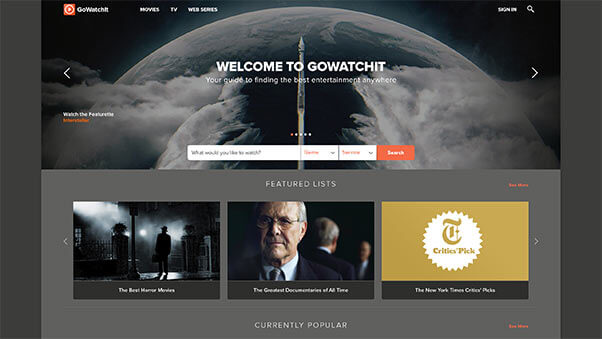 GoWatchIt
MOVIES TV WEB SERIES
SIGN IN
WELCOME TO GOWATCHIT
Your guide to finding the best entertainment anywhere
Watch the Featurette
Interstellar
What would you like to watch?
Genre
Service
Search
FEATURED LISTS
See More
T
Critics' Pick
The Best Horror Movies
The Greatest Documentaries of All Time
The New York Times Critics' Picks
CURRENTLY POPULAR
See More